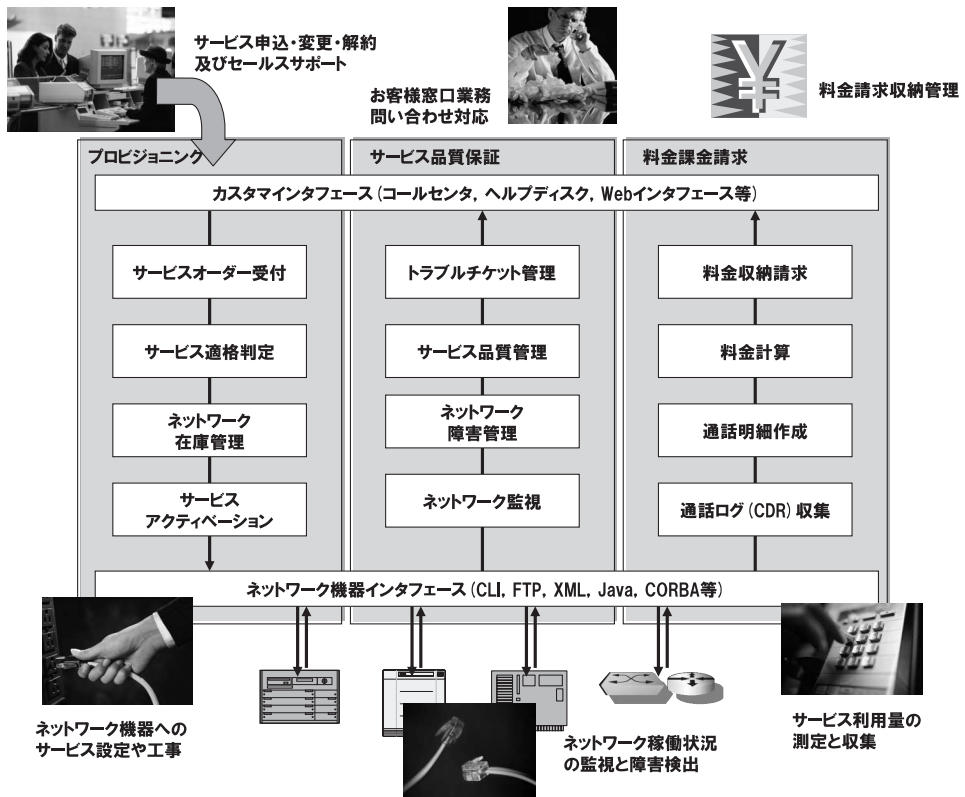 サービス申込・変更・解約
及びセールスサポート
お客様窓口業務
問い合わせ対応
¥
料金請求収納管理
プロビジョニング
サービス品質保証
料金課金請求
カスタマインタフェース(コールセンタ, ヘルプディスク, Webインタフェース等)
サービスオーダー受付
トラブルチケット管理
料金収納請求
サービス適格判定
サービス品質管理
料金計算
ネットワーク
在庫管理
ネットワーク
障害管理
通話明細作成
サービス
アクティベーション
ネットワーク監視
通話ログ(CDR)収集
ネットワーク機器インタフェース(CLI, FTP, XML, Java, CORBA等)
ネットワーク機器への
サービス設定や工事
ネットワーク稼働状況
の監視と障害検出
サービス利用量の
測定と収集